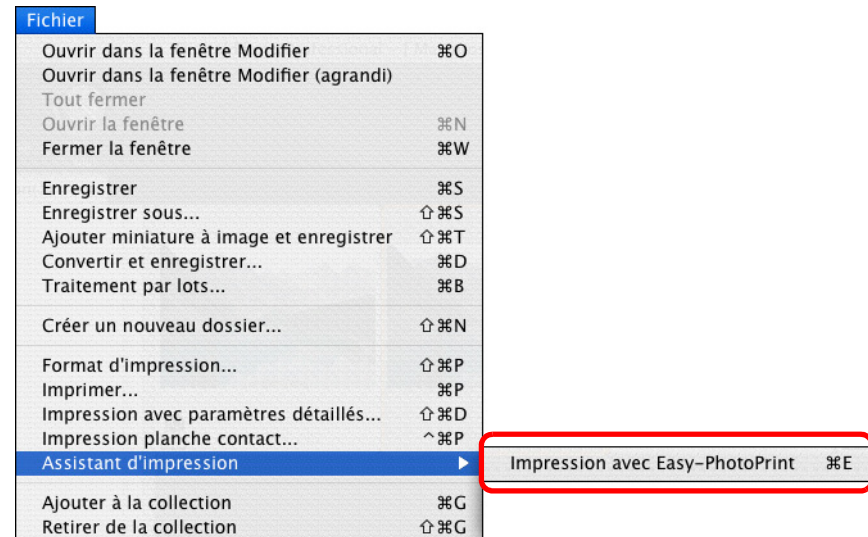 Fichier
Ouvrir dans la fenêtre Modifier ⌘O
Ouvrir dans la fenêtre Modifier (agrandi)
Tout fermer
Ouvrir la fenêtre ⌘N
Fermer la fenêtre ⌘W
Enregistrer ⌘S
Enregistrer sous... ⇧⌘S
Ajouter miniature à image et enregistrer ⇧⌘T
Convertir et enregistrer... ⌘D
Traitement par lots... ⌘B
Créer un nouveau dossier... ⇧⌘N
Format d'impression... ⇧⌘P
Imprimer... ⌘P
Impression avec paramètres détaillés... ⇧⌘D
Impression planche contact... ^⌘P
Assistant d'impression ▶ Impression avec Easy-PhotoPrint ⌘E
Ajouter à la collection ⌘G
Retirer de la collection ⇧⌘G